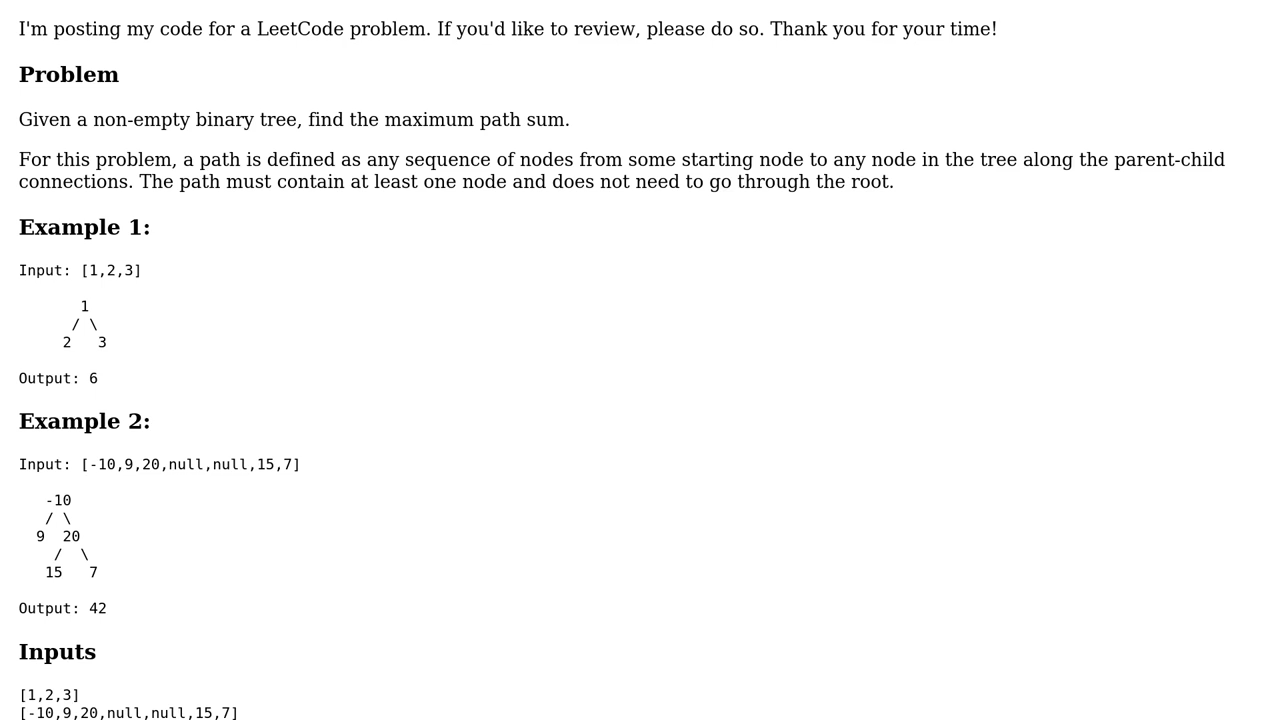 I'm posting my code for a LeetCode problem. If you'd like to review, please do so. Thank you for your time!
Problem
Given a non-empty binary tree, find the maximum path sum.
For this problem, a path is defined as any sequence of nodes from some starting node to any node in the tree along the parent-child
connections. The path must contain at least one node and does not need to go through the root.
Example 1:
Input: [1,2,3]
1
/ \
2   3
Output: 6
Example 2:
Input: [-10,9,20,null,null,15,7]
-10
/ \
9  20
/  \
15   7
Output: 42
Inputs
[1,2,3]
[-10,9,20,null,null,15,7]